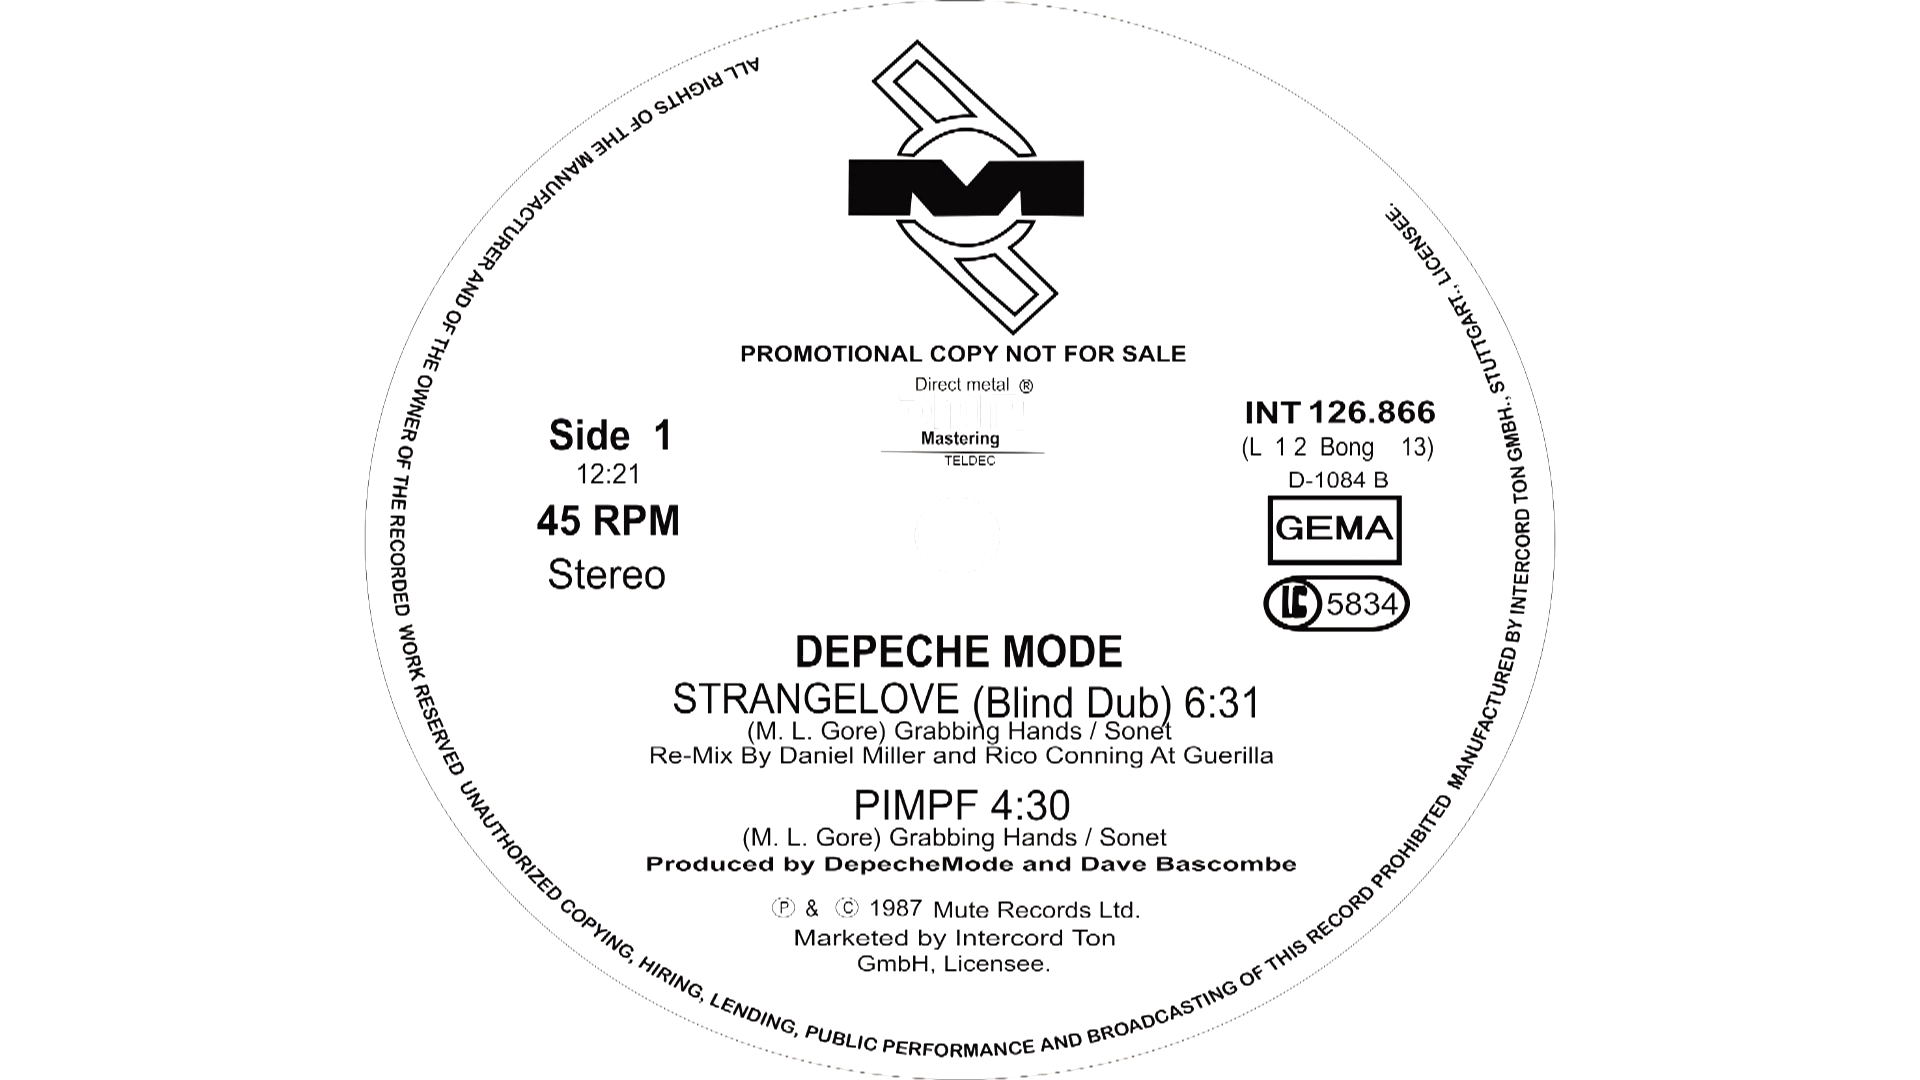 ALL RIGHTS OF THE MANUFACTURER AND OF THE OWNER OF THE RECORDED WORK RESERVED UNAUTHORIZED COPYING, HIRING, LENDING, PUBLIC PERFORMANCE AND BROADCASTING OF THIS RECORD PROHIBITED MANUFACTURED BY INTERCORD TON GMBH., STUTTGART., LICENSEE.
PROMOTIONAL COPY NOT FOR SALE
Direct metal ®
Mastering
TELDEC
Side 1
12:21
45 RPM
Stereo
INT 126.866
(L 1 2 Bong 13)
D-1084 B
GEMA
LC 5834
DEPECHE MODE
STRANGELOVE (Blind Dub) 6:31
(M. L. Gore) Grabbing Hands / Sonet
Re-Mix By Daniel Miller and Rico Conning At Guerilla
PIMPF 4:30
(M. L. Gore) Grabbing Hands / Sonet
Produced by DepecheMode and Dave Bascombe
Ⓟ & Ⓒ 1987 Mute Records Ltd.
Marketed by Intercord Ton
GmbH, Licensee.